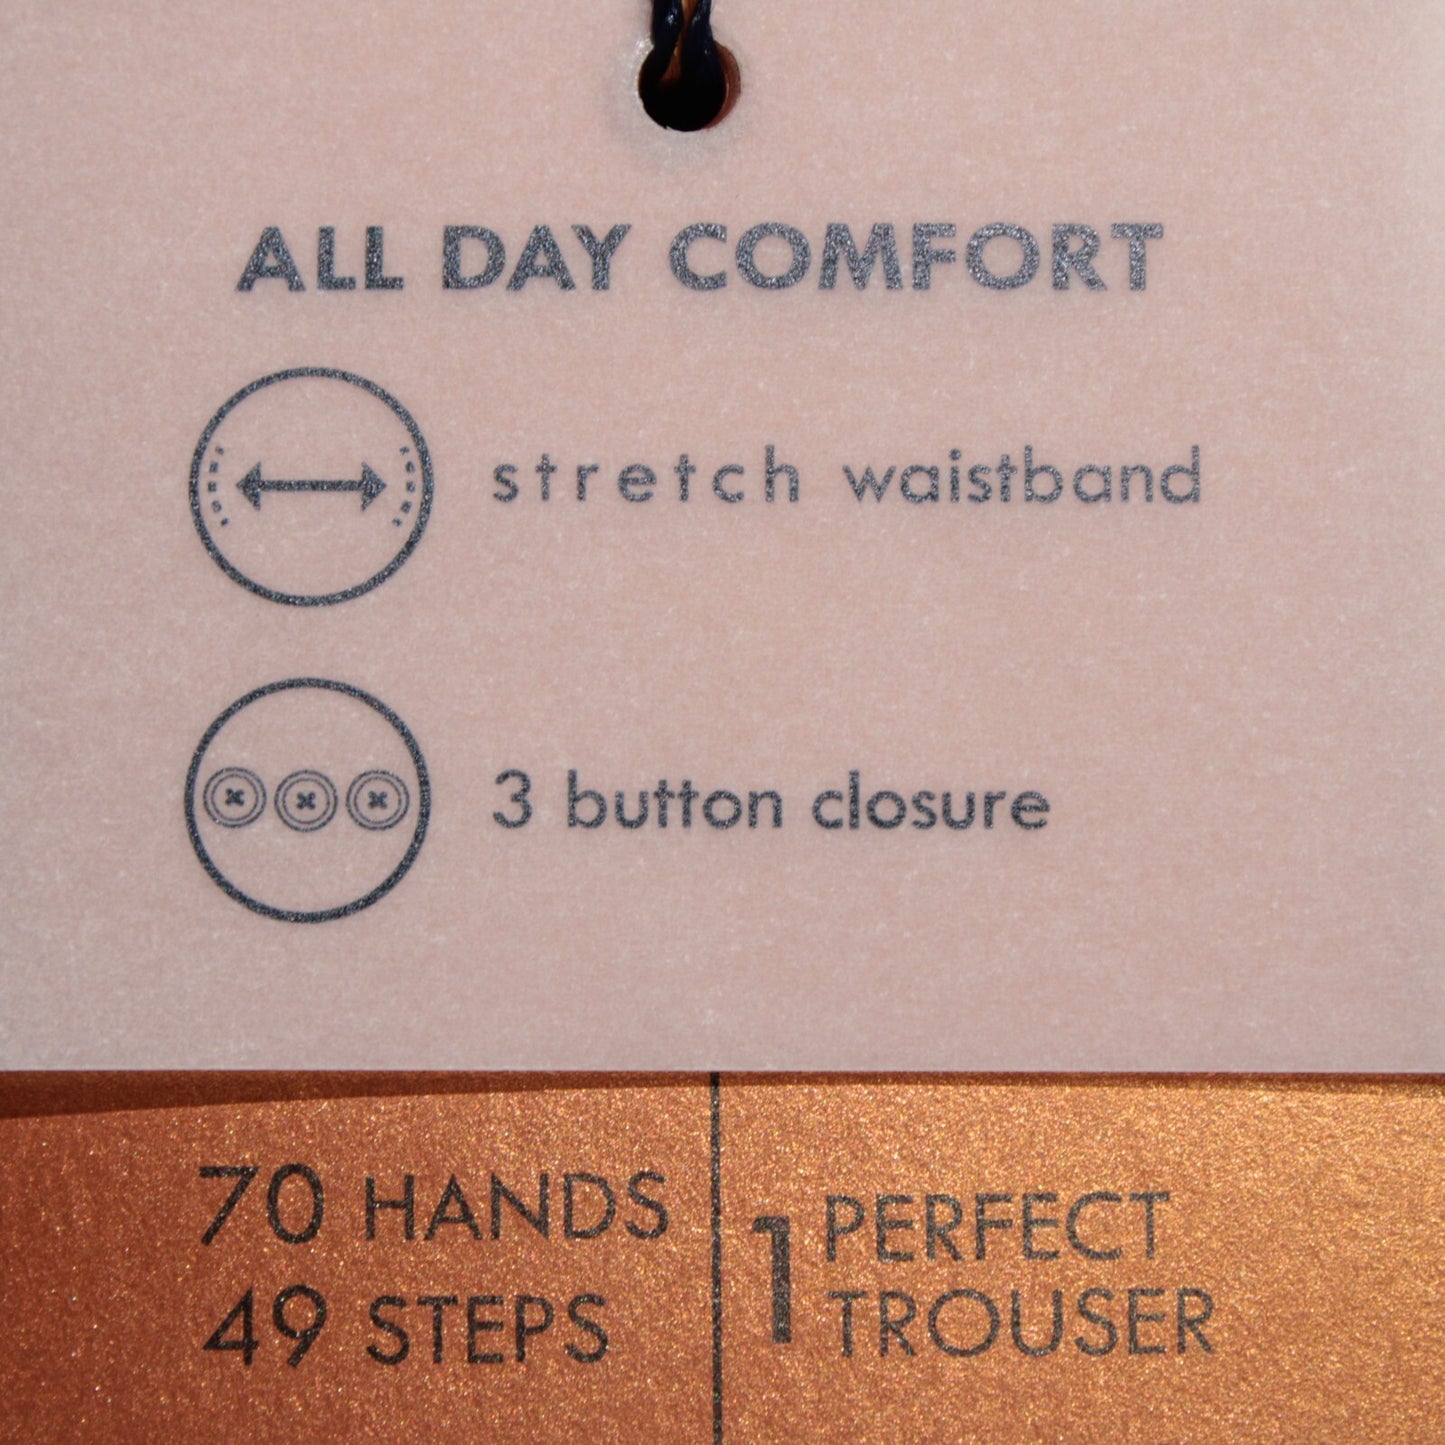 ALL DAY COMFORT
stretch waistband
3 button closure
70 HANDS
49 STEPS
1 PERFECT
TROUSER